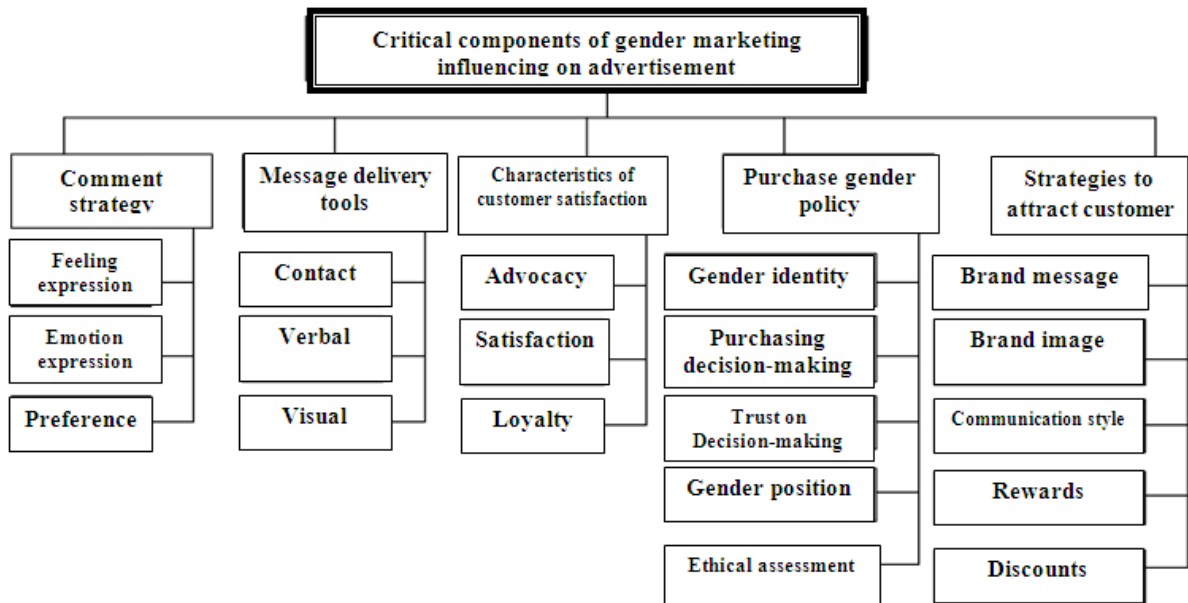 Critical components of gender marketing
influencing on advertisement
Comment
strategy
Message delivery
tools
Characteristics of
customer satisfaction
Purchase gender
policy
Strategies to
attract customer
Feeling
expression
Emotion
expression
Preference
Contact
Verbal
Visual
Advocacy
Satisfaction
Loyalty
Gender identity
Purchasing
decision-making
Trust on
Decision-making
Gender position
Ethical assessment
Brand message
Brand image
Communication style
Rewards
Discounts